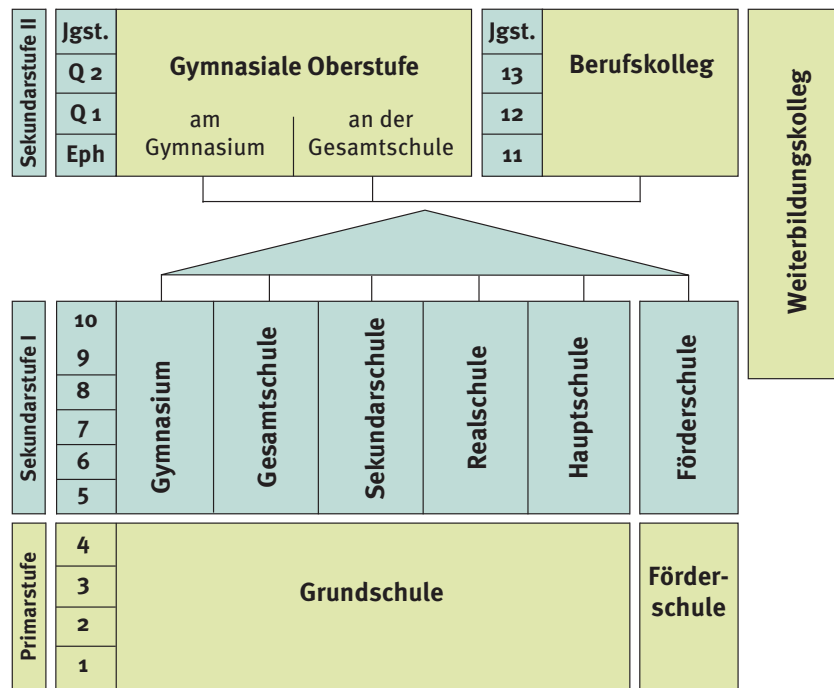 Sekundarstufe II
Jgst.
Q 2
Q 1
Eph
Gymnasiale Oberstufe
am
Gymnasium
an der
Gesamtschule
Jgst.
13
12
11
Berufskolleg
Weiterbildungskolleg
Sekundarstufe I
10
9
8
7
6
5
Gymnasium
Gesamtschule
Sekundarschule
Realschule
Hauptschule
Förderschule
Primarstufe
4
3
2
1
Grundschule
Förder-
schule